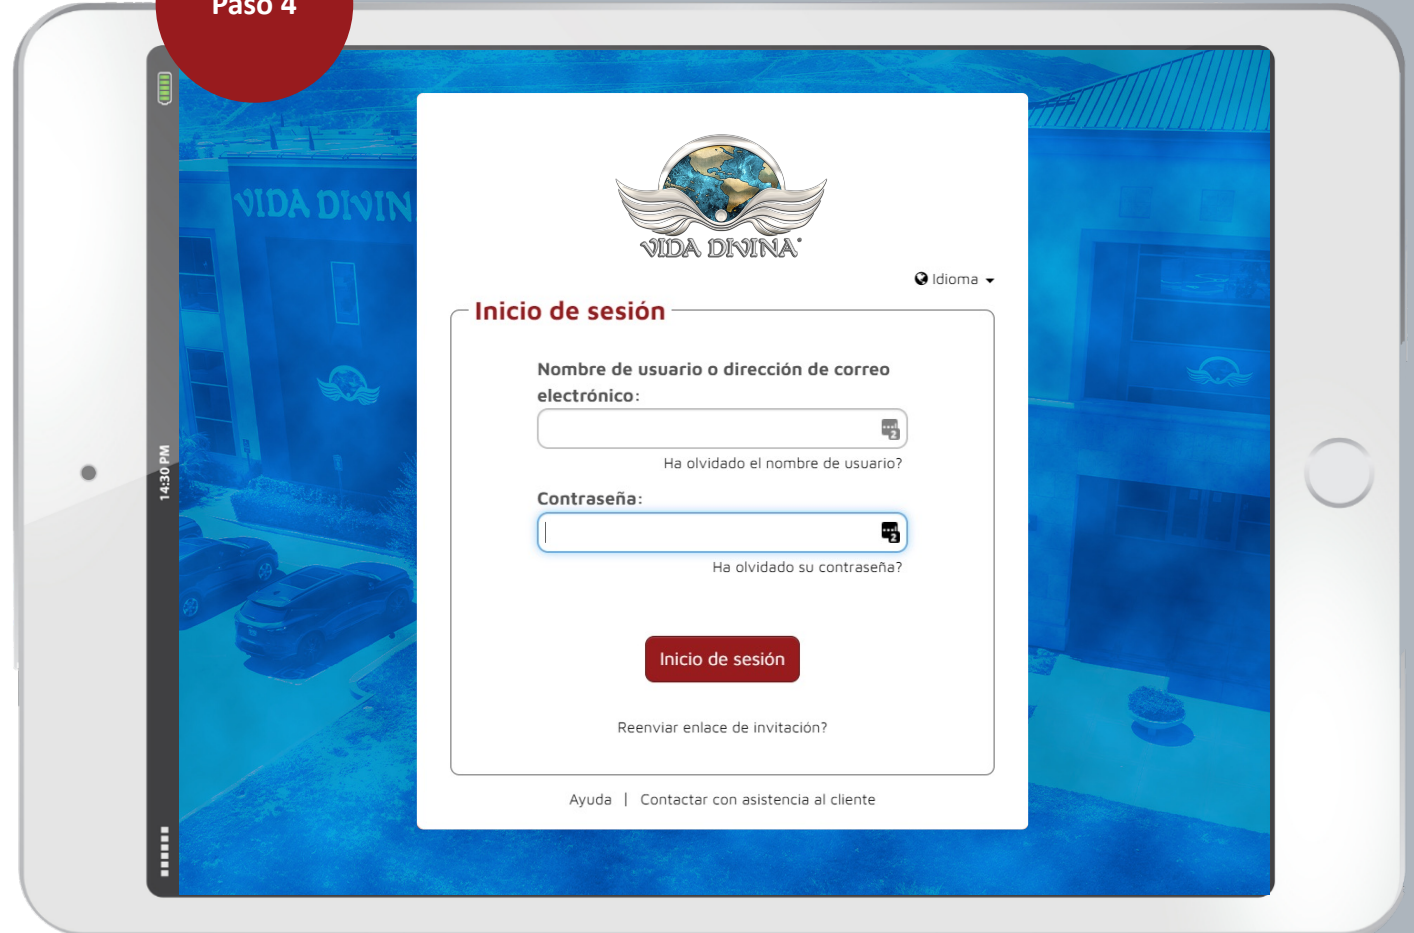 Paso 4
14:30 PM
VIDA DIVIN
VIDA DIVINA®
Idioma
Inicio de sesión
Nombre de usuario o dirección de correo
electrónico:
Ha olvidado el nombre de usuario?
Contraseña:
Ha olvidado su contraseña?
Inicio de sesión
Reenviar enlace de invitación?
Ayuda | Contactar con asistencia al cliente